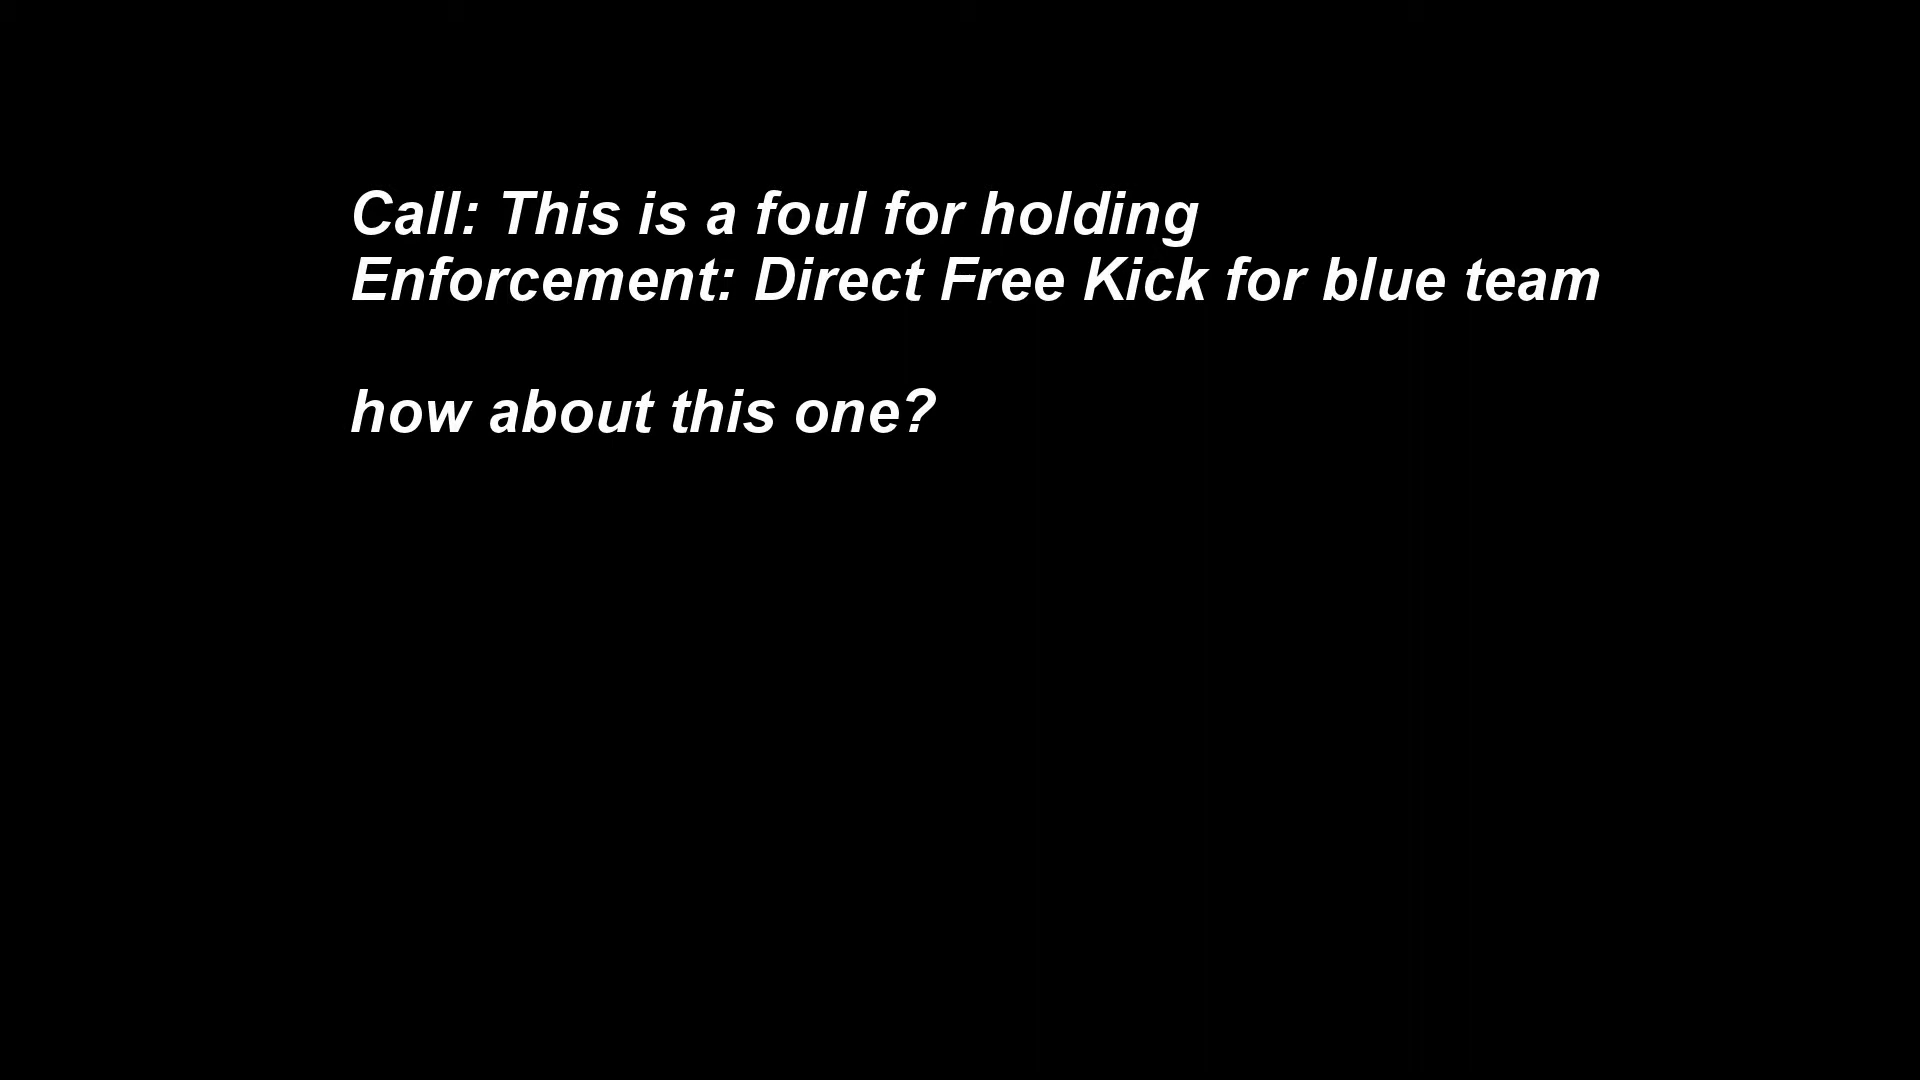 Call: This is a foul for holding
Enforcement: Direct Free Kick for blue team
how about this one?